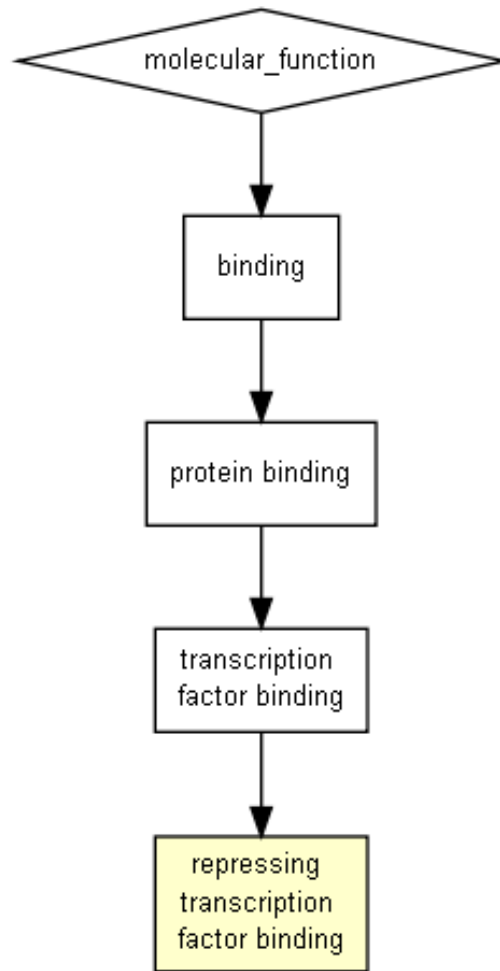 molecular_function
binding
protein binding
transcription
factor binding
repressing
transcription
factor binding